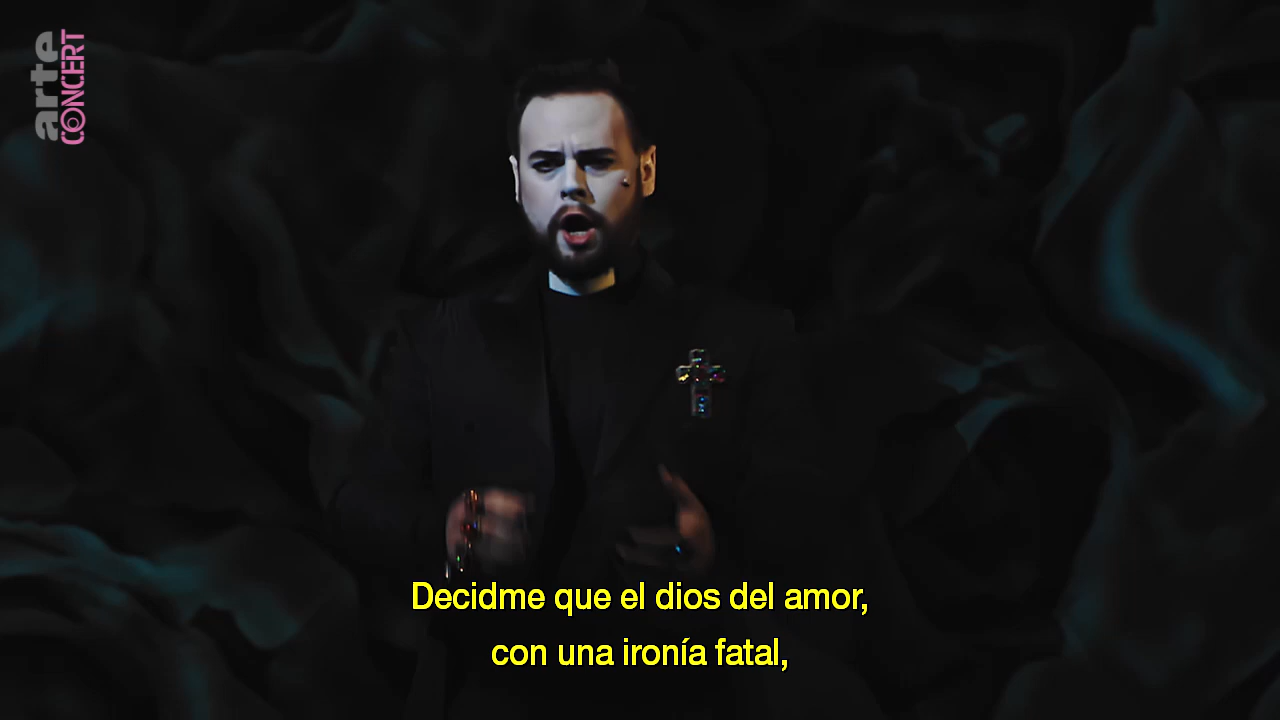 arte
CONCERT
Decidme que el dios del amor,
con una ironía fatal,